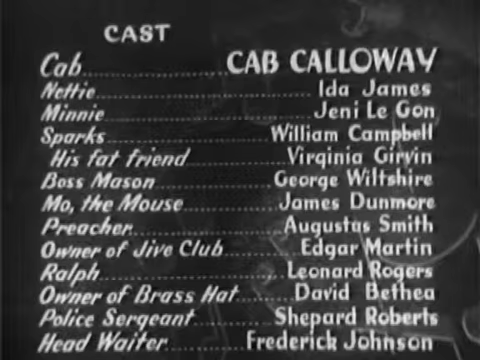 CAST
Cab CAB CALLOWAY
Nettie Ida James
Minnie Jeni Le Gon
Sparks William Campbell
His fat friend Virginia Girvin
Boss Mason George Wiltshire
Mo, the Mouse James Dunmore
Preacher Augustus Smith
Owner of Jive Club Edgar Martin
Ralph Leonard Rogers
Owner of Brass Hat David Bethea
Police Sergeant Shepard Roberts
Head Waiter Frederick Johnson